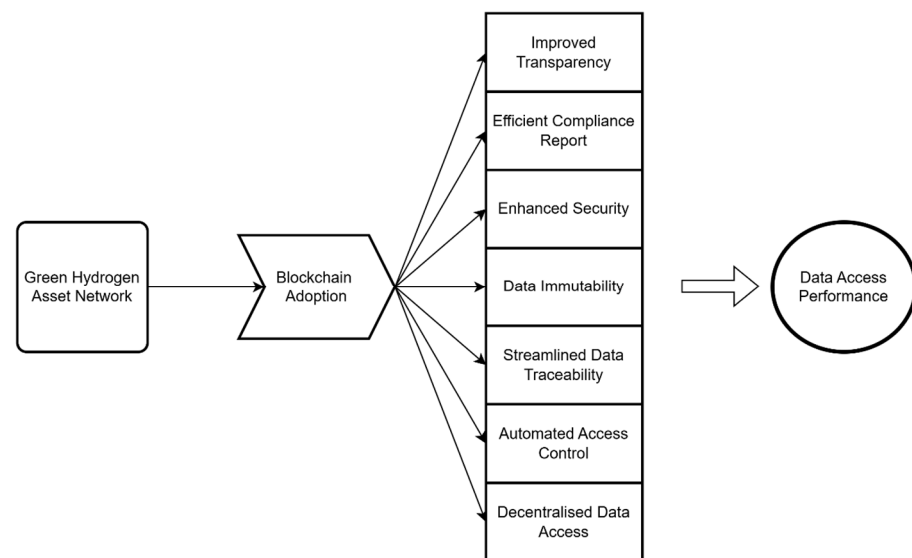 Improved
Transparency
Efficient Compliance
Report
Enhanced Security
Green Hydrogen
Asset Network
Blockchain
Adoption
Data Immutability
Data Access
Performance
Streamlined Data
Traceability
Automated Access
Control
Decentralised Data
Access